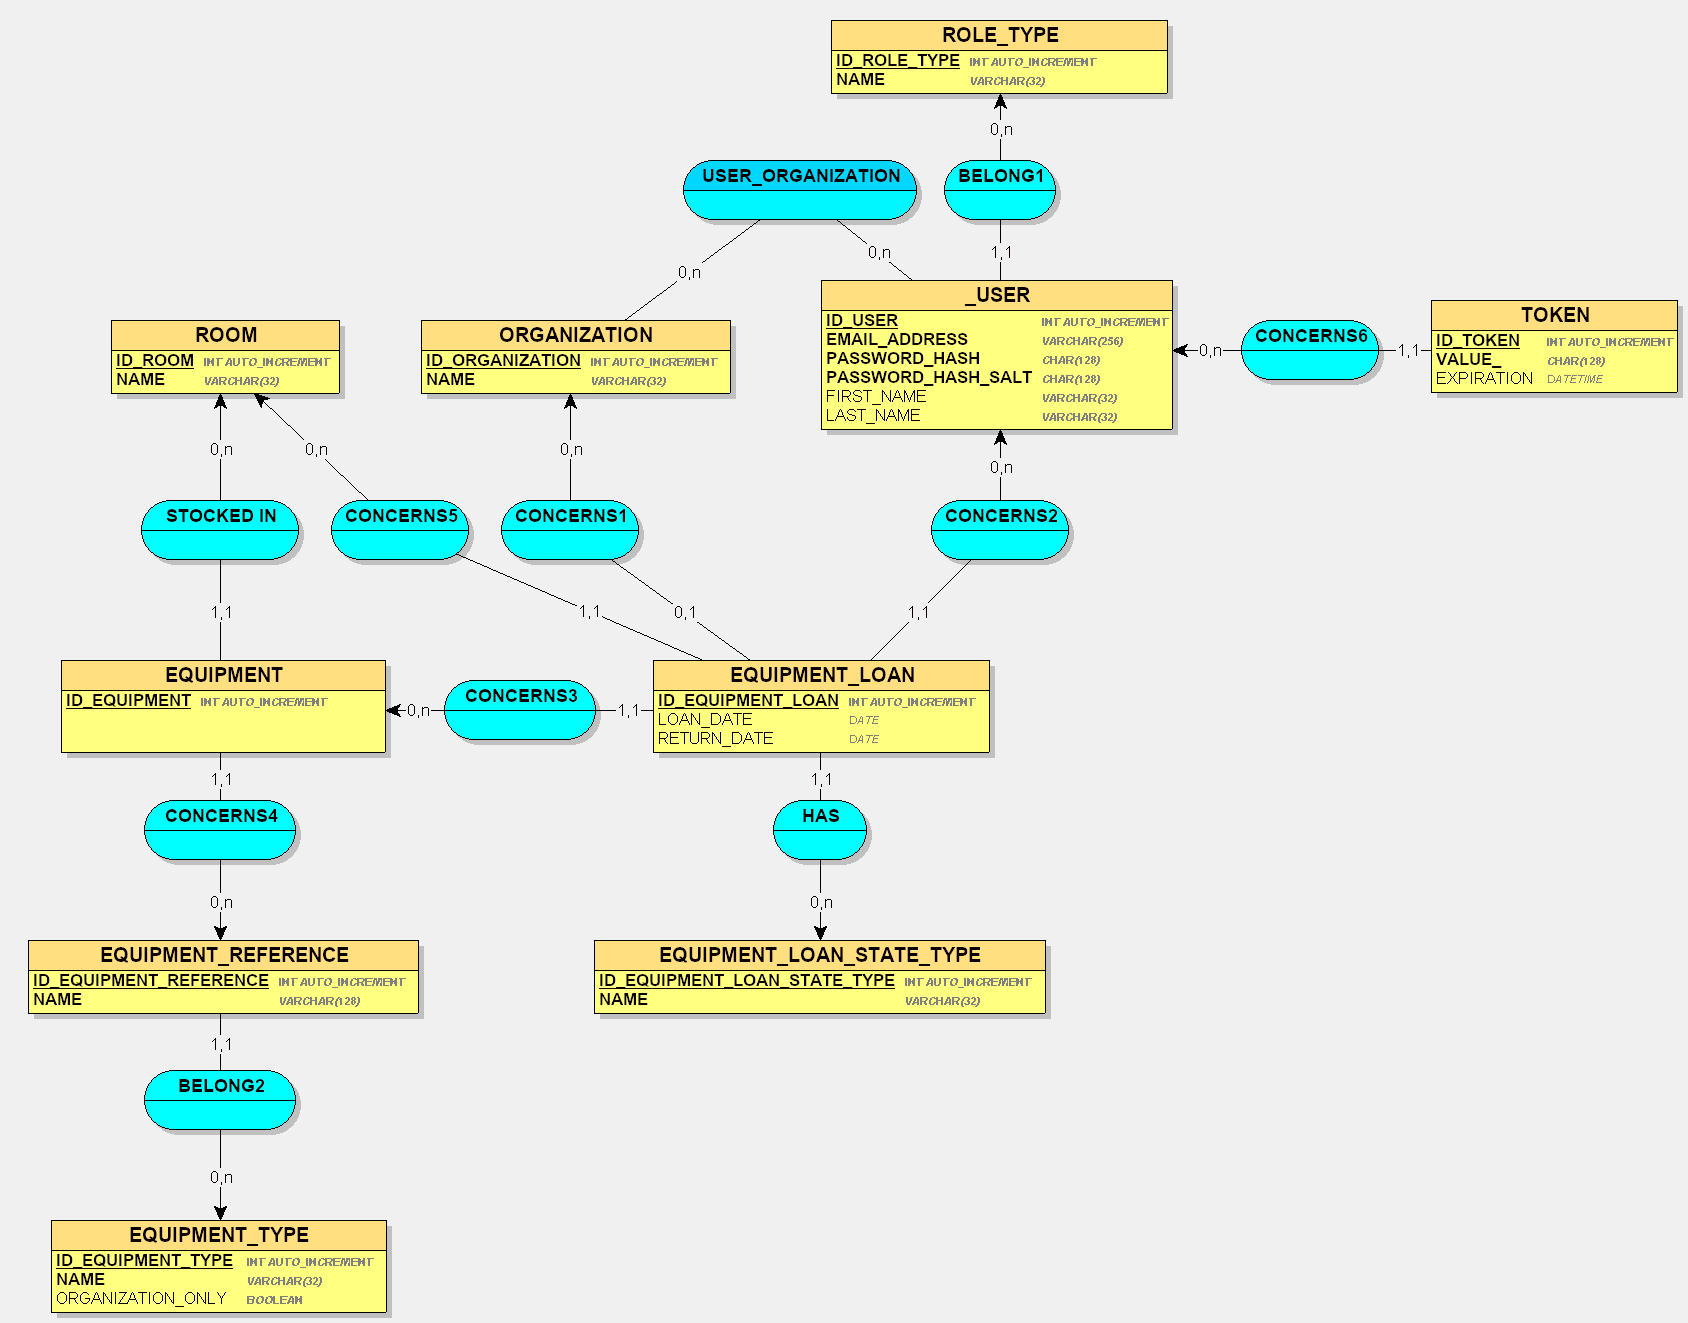 ROLE_TYPE
ID_ROLE_TYPE INT AUTO_INCREMENT
NAME VARCHAR(32)
0,n
USER_ORGANIZATION
BELONG1
0,n
0,n
1,1
_USER
ID_USER INT AUTO_INCREMENT
EMAIL_ADDRESS VARCHAR(256)
PASSWORD_HASH CHAR(128)
PASSWORD_HASH_SALT CHAR(128)
FIRST_NAME VARCHAR(32)
LAST_NAME VARCHAR(32)
0,n
CONCERNS6
1,1
TOKEN
ID_TOKEN INT AUTO_INCREMENT
VALUE_ CHAR(128)
EXPIRATION DATETIME
ROOM
ID_ROOM INT AUTO_INCREMENT
NAME VARCHAR(32)
ORGANIZATION
ID_ORGANIZATION INT AUTO_INCREMENT
NAME VARCHAR(32)
0,n
0,n
0,n
0,n
STOCKED IN
CONCERNS5
CONCERNS1
CONCERNS2
1,1
1,1
0,1
1,1
EQUIPMENT
ID_EQUIPMENT INT AUTO_INCREMENT
0,n
CONCERNS3
1,1
EQUIPMENT_LOAN
ID_EQUIPMENT_LOAN INT AUTO_INCREMENT
LOAN_DATE DATE
RETURN_DATE DATE
1,1
1,1
CONCERNS4
HAS
0,n
0,n
EQUIPMENT_REFERENCE
ID_EQUIPMENT_REFERENCE INT AUTO_INCREMENT
NAME VARCHAR(128)
EQUIPMENT_LOAN_STATE_TYPE
ID_EQUIPMENT_LOAN_STATE_TYPE INT AUTO_INCREMENT
NAME VARCHAR(32)
1,1
BELONG2
0,n
EQUIPMENT_TYPE
ID_EQUIPMENT_TYPE INT AUTO_INCREMENT
NAME VARCHAR(32)
ORGANIZATION_ONLY BOOLEAN